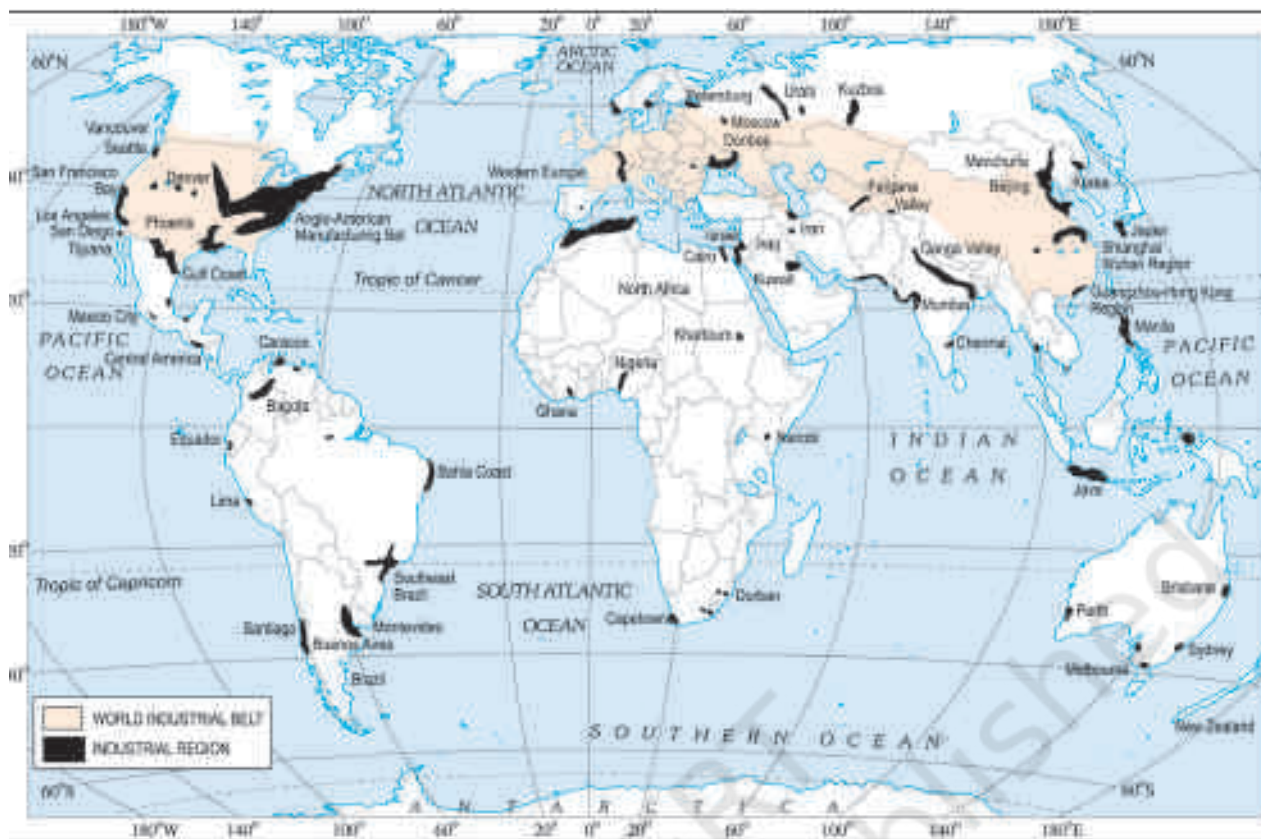 180°W 140° 100° 60° 20° 0° 20° 60° 100° 140° 180°E
ARCTIC
OCEAN
60°N
60°N
Petersburg
Urals
Kuzbas
Moscow
Donbas
Vancouver
Seattle
San Francisco
Bay
Denver
Los Angeles
San Diego
Tijuana
Phoenix
NORTH ATLANTIC
OCEAN
Anglo-American
Manufacturing Belt
Gulf Coast
Western Europe
Manchuria
Beijing
Korea
Fergana
Valley
Israel
Iraq
Iran
Cairo
Kuwait
Ganga Valley
Shanghai
Wuhan Region
Tropic of Cancer
North Africa
Mumbai
Guangzhou-Hong Kong
Region
Mexico City
Manila
PACIFIC
OCEAN
Central America
Caracas
Khartoum
Chennai
PACIFIC
OCEAN
Nigeria
Bogota
Ghana
Ecuador
Nairobi
INDIAN
OCEAN
Bahia Coast
Lima
Java
Tropic of Capricorn
Southeast
Brazil
SOUTH ATLANTIC
OCEAN
Durban
Capetown
Brisbane
Perth
Santiago
Montevideo
Buenos Aires
Brazil
Sydney
Melbourne
New Zealand
WORLD INDUSTRIAL BELT
INDUSTRIAL REGION
SOUTHERN OCEAN
60°N
60°S
ANTARCTICA
180°W 140° 100° 60° 20° 0° 20° 60° 100° 140° 180°E